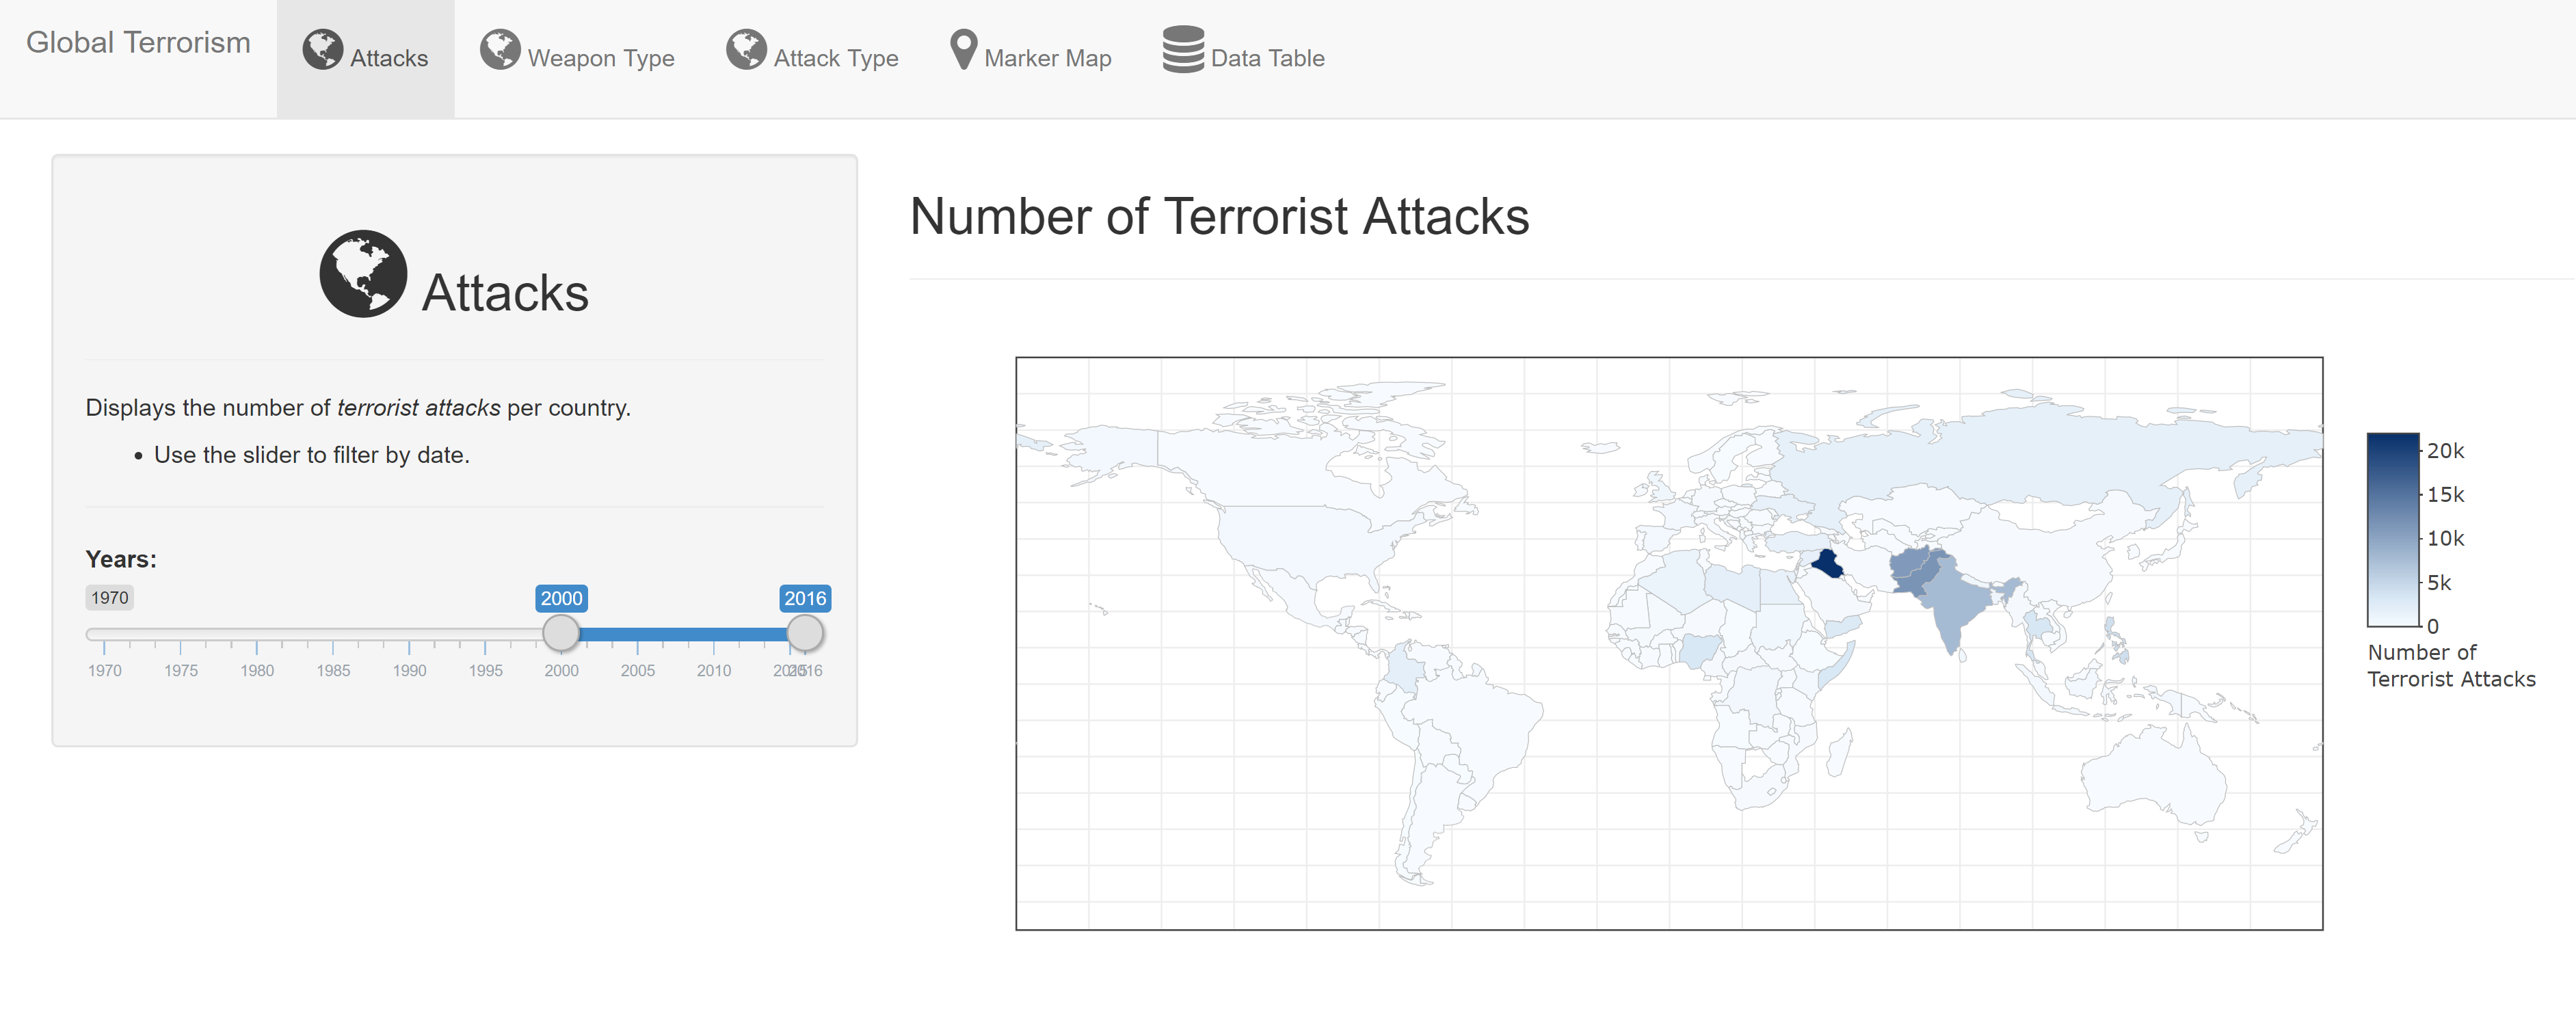 Global Terrorism
Attacks
Weapon Type
Attack Type
Marker Map
Data Table
Attacks
Displays the number of terrorist attacks per country.
• Use the slider to filter by date.
Years:
1970
2000
2016
1970 1975 1980 1985 1990 1995 2000 2005 2010 2015 2016
Number of Terrorist Attacks
20k
15k
10k
5k
0
Number of
Terrorist Attacks